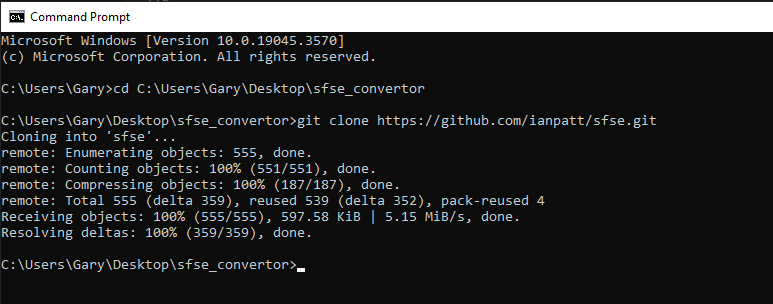 Command Prompt
Microsoft Windows [Version 10.0.19045.3570]
(c) Microsoft Corporation. All rights reserved.
C:\Users\Gary>cd C:\Users\Gary\Desktop\sfse_convertor
C:\Users\Gary\Desktop\sfse_convertor>git clone https://github.com/ianpatt/sfse.git
Cloning into 'sfse'...
remote: Enumerating objects: 555, done.
remote: Counting objects: 100% (551/551), done.
remote: Compressing objects: 100% (187/187), done.
remote: Total 555 (delta 359), reused 539 (delta 352), pack-reused 4
Receiving objects: 100% (555/555), 597.58 KiB | 5.15 MiB/s, done.
Resolving deltas: 100% (359/359), done.
C:\Users\Gary\Desktop\sfse_convertor>